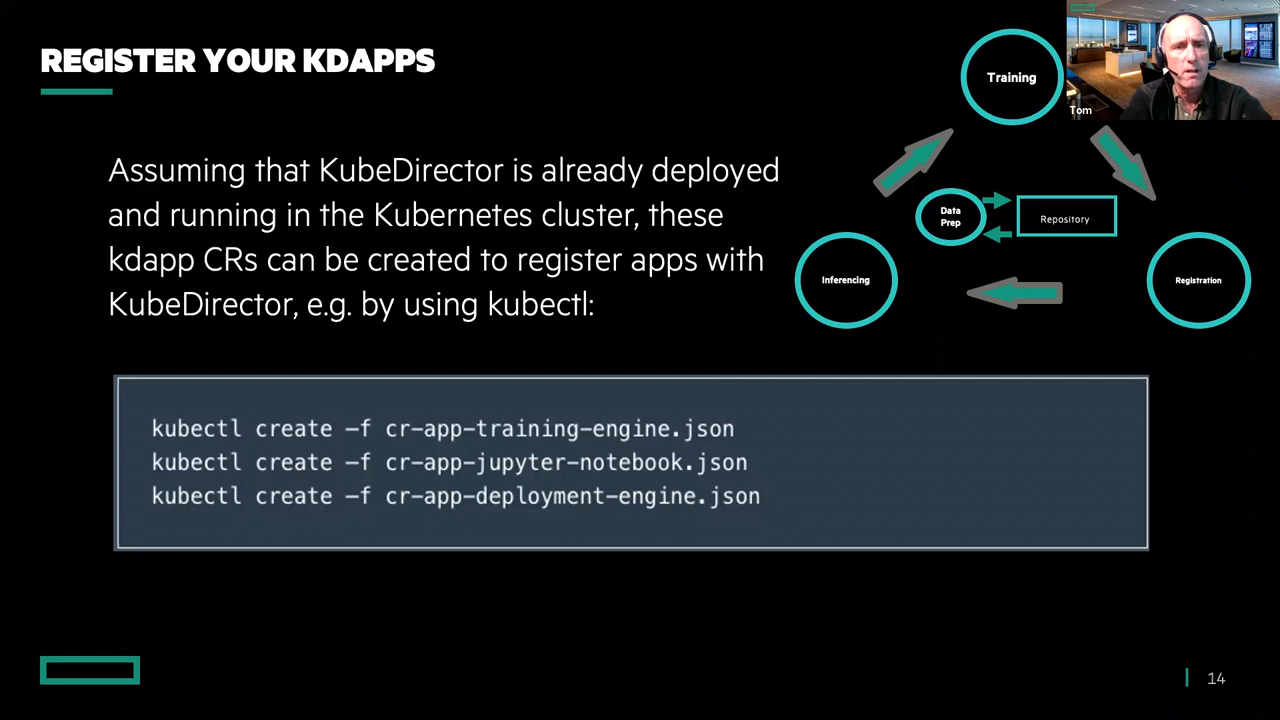 REGISTER YOUR KDAPPS
Training
Tom
Assuming that KubeDirector is already deployed
and running in the Kubernetes cluster, these
kdapp CRs can be created to register apps with
KubeDirector, e.g. by using kubectl:
Data
Prep
Repository
Inferencing
Registration
kubectl create -f cr-app-training-engine.json
kubectl create -f cr-app-jupyter-notebook.json
kubectl create -f cr-app-deployment-engine.json
14